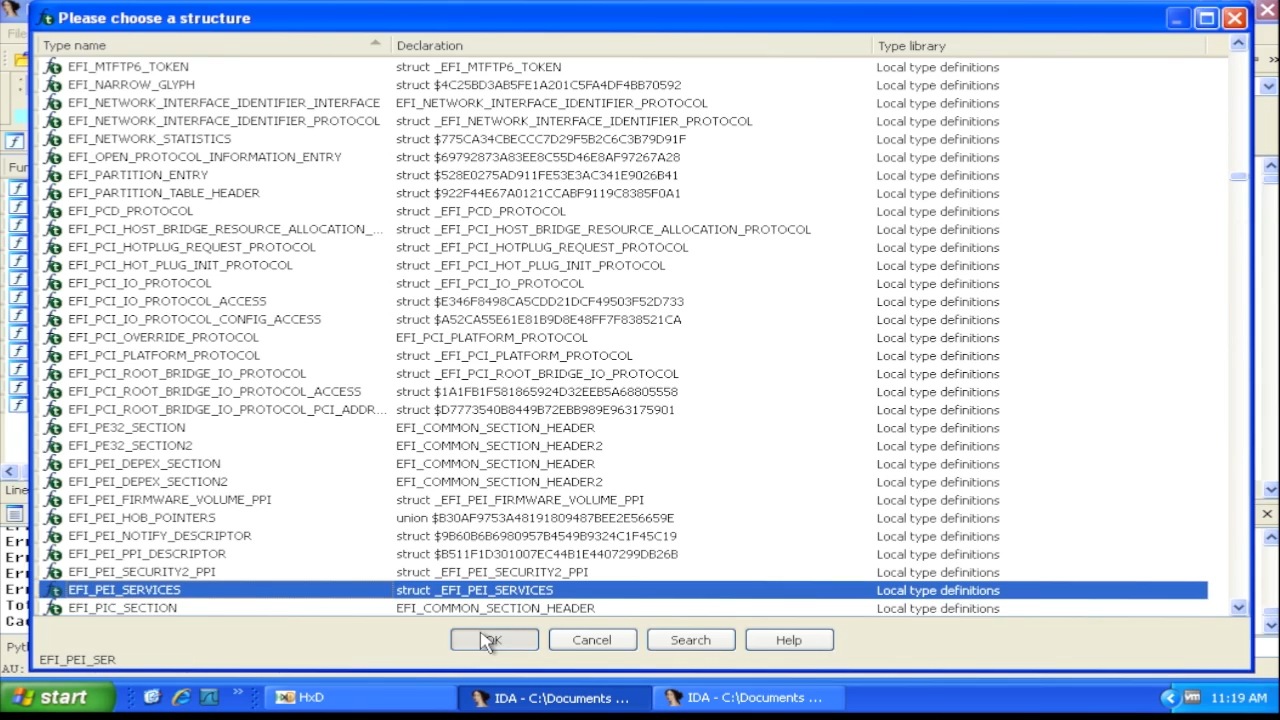 Please choose a structure
Type name Declaration Type library
EFI_MTFTP6_TOKEN struct _EFI_MTFTP6_TOKEN Local type definitions
EFI_NARROW_GLYPH struct $4C25BD3AB5FE1A201C5FA4DF4BB70592 Local type definitions
EFI_NETWORK_INTERFACE_IDENTIFIER_INTERFACE EFI_NETWORK_INTERFACE_IDENTIFIER_PROTOCOL Local type definitions
EFI_NETWORK_INTERFACE_IDENTIFIER_PROTOCOL struct _EFI_NETWORK_INTERFACE_IDENTIFIER_PROTOCOL Local type definitions
EFI_NETWORK_STATISTICS struct $775CA34CBECCC7D29F5B2C6C3B79D91F Local type definitions
EFI_OPEN_PROTOCOL_INFORMATION_ENTRY struct $69792873A83EE8C55D46E8AF97267A28 Local type definitions
EFI_PARTITION_ENTRY struct $528E0275AD911FE53E3AC341E9026B41 Local type definitions
EFI_PARTITION_TABLE_HEADER struct $922F44E67A0121CCABF9119C8385F0A1 Local type definitions
EFI_PCD_PROTOCOL struct _EFI_PCD_PROTOCOL Local type definitions
EFI_PCI_HOST_BRIDGE_RESOURCE_ALLOCATION_... struct _EFI_PCI_HOST_BRIDGE_RESOURCE_ALLOCATION_PROTOCOL Local type definitions
EFI_PCI_HOTPLUG_REQUEST_PROTOCOL struct _EFI_PCI_HOTPLUG_REQUEST_PROTOCOL Local type definitions
EFI_PCI_HOT_PLUG_INIT_PROTOCOL struct _EFI_PCI_HOT_PLUG_INIT_PROTOCOL Local type definitions
EFI_PCI_IO_PROTOCOL struct _EFI_PCI_IO_PROTOCOL Local type definitions
EFI_PCI_IO_PROTOCOL_ACCESS struct $E346F8498CA5CDD21DCF49503F52D733 Local type definitions
EFI_PCI_IO_PROTOCOL_CONFIG_ACCESS struct $A52CA55E61E81B9D8E48FF7F838521CA Local type definitions
EFI_PCI_OVERRIDE_PROTOCOL EFI_PCI_PLATFORM_PROTOCOL Local type definitions
EFI_PCI_PLATFORM_PROTOCOL struct _EFI_PCI_PLATFORM_PROTOCOL Local type definitions
EFI_PCI_ROOT_BRIDGE_IO_PROTOCOL struct _EFI_PCI_ROOT_BRIDGE_IO_PROTOCOL Local type definitions
EFI_PCI_ROOT_BRIDGE_IO_PROTOCOL_ACCESS struct $1A1FB1F581865924D32EEB5A68805558 Local type definitions
EFI_PCI_ROOT_BRIDGE_IO_PROTOCOL_PCI_ADDR... struct $D7773540B8449B72EBB989E963175901 Local type definitions
EFI_PE32_SECTION EFI_COMMON_SECTION_HEADER Local type definitions
EFI_PE32_SECTION2 EFI_COMMON_SECTION_HEADER2 Local type definitions
EFI_PEI_DEPEX_SECTION EFI_COMMON_SECTION_HEADER Local type definitions
EFI_PEI_DEPEX_SECTION2 EFI_COMMON_SECTION_HEADER2 Local type definitions
EFI_PEI_FIRMWARE_VOLUME_PPI struct _EFI_PEI_FIRMWARE_VOLUME_PPI Local type definitions
EFI_PEI_HOB_POINTERS union $B30AF9753A48191809487BEE2E56659E Local type definitions
EFI_PEI_NOTIFY_DESCRIPTOR struct $9B60B6B6980957B4549B9324C1F45C19 Local type definitions
EFI_PEI_PPI_DESCRIPTOR struct $B511F1D301007EC44B1E4407299DB26B Local type definitions
EFI_PEI_SECURITY2_PPI struct _EFI_PEI_SECURITY2_PPI Local type definitions
EFI_PEI_SERVICES struct _EFI_PEI_SERVICES Local type definitions
EFI_PIC_SECTION EFI_COMMON_SECTION_HEADER Local type definitions
OK Cancel Search Help
EFI_PEI_SER
start HxD IDA - C:\Documents ... IDA - C:\Documents ... 11:19 AM